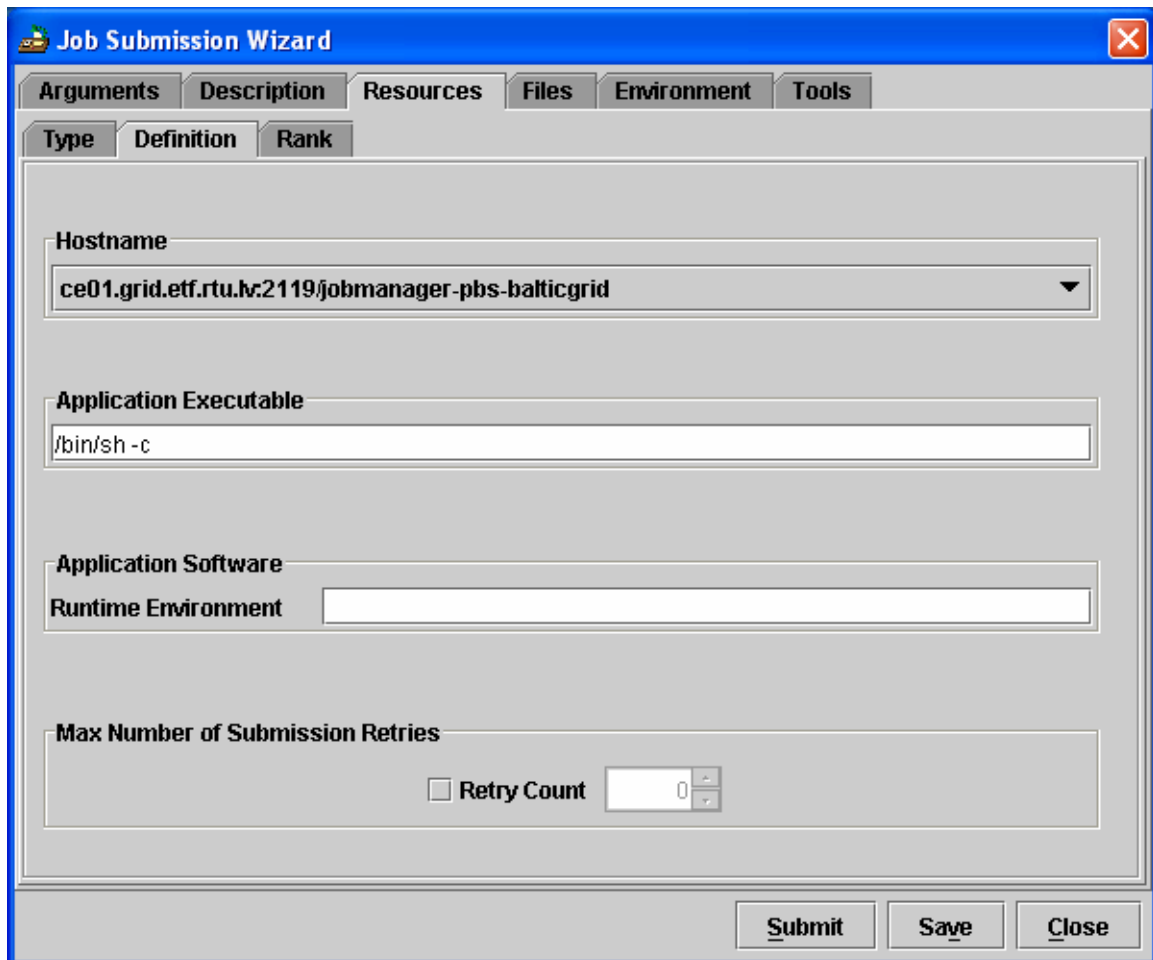 Job Submission Wizard
Arguments Description Resources Files Environment Tools
Type Definition Rank
Hostname
ce01.grid.etf.rtu.lv:2119/jobmanager-pbs-balticgrid
Application Executable
/bin/sh -c
Application Software
Runtime Environment
Max Number of Submission Retries
Retry Count 0
Submit Save Close